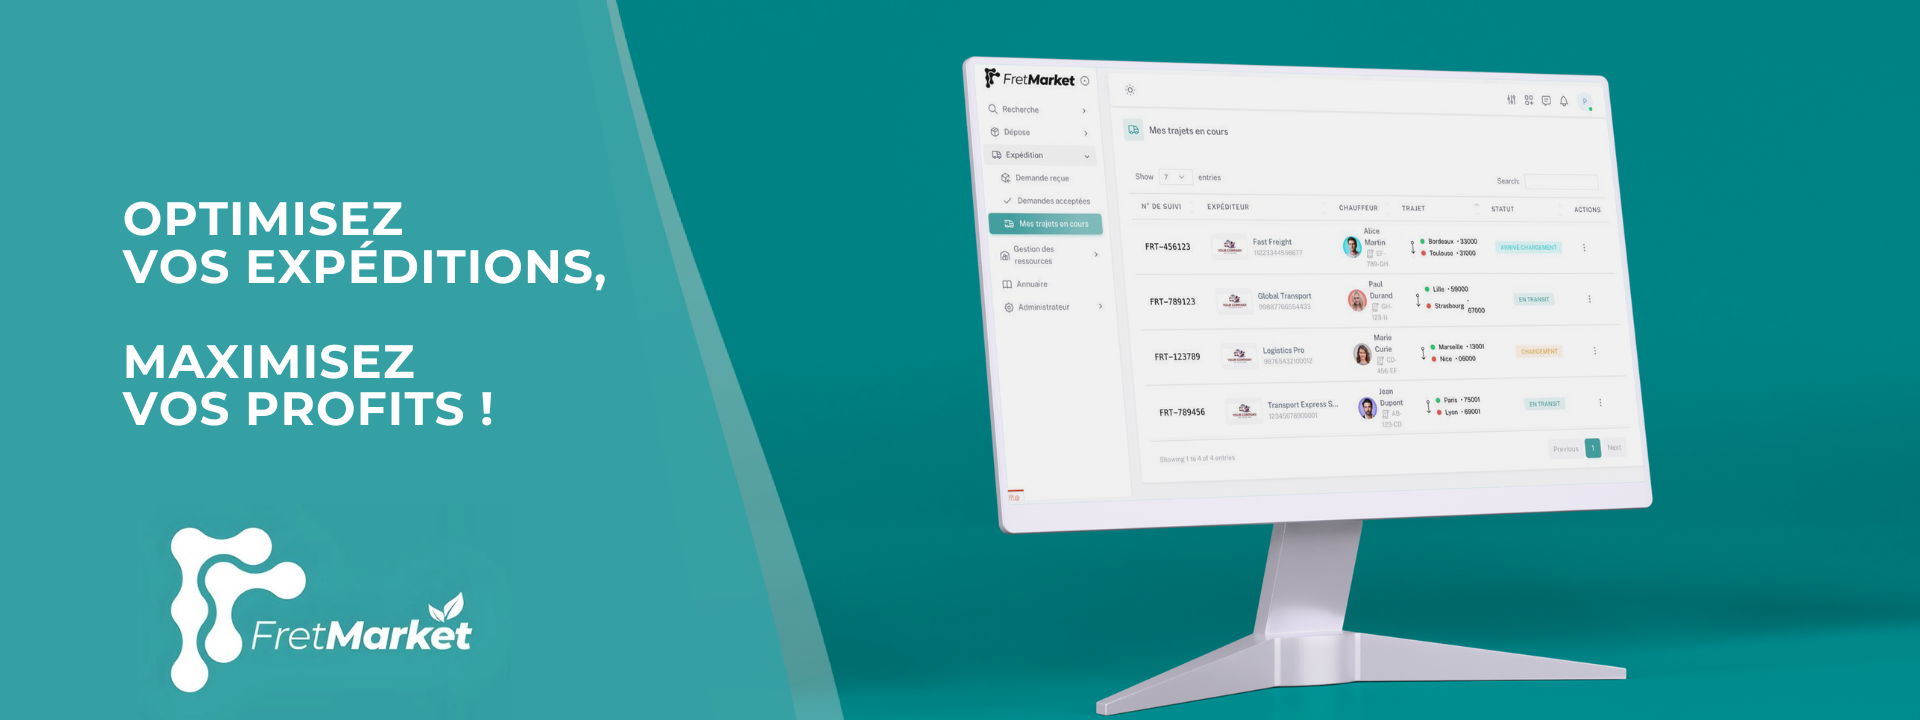 OPTIMISEZ
VOS EXPÉDITIONS,
MAXIMISEZ
VOS PROFITS !
FretMarket
FretMarket
Recherche
Dépose
Expédition
Demande reçue
Demandes acceptées
Mes trajets en cours
Gestion des
ressources
Annuaire
Administrateur
P
Mes trajets en cours
Show 7 entries
Search:
N° DE SUIVI EXPÉDITEUR CHAUFFEUR TRAJET STATUT ACTIONS
FRT-456123 Fast Freight 11223344556677 Alice Martin EF-789-GH Bordeaux • 33000 Toulouse • 31000 ARRIVÉ CHARGEMENT
FRT-789123 Global Transport Paul Durand GH-123-IJ Lille • 59000 Strasbourg • 67000 EN TRANSIT
FRT-123789 Logistics Pro 98765432100012 Marie Curie CD-456-EF Marseille • 13001 Nice • 06000 CHARGEMENT
FRT-789456 Transport Express S... 12345678900001 Jean Dupont AB-123-CD Paris • 75001 Lyon • 69001 EN TRANSIT
Showing 1 to 4 of 4 entries
Previous 1 Next